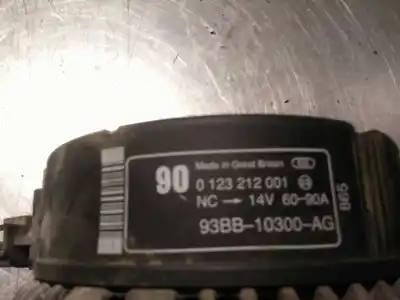 90
Made in Great Britain
0 123 212 001
NC → 14V 60-90A
93BB-10300-AG
B65